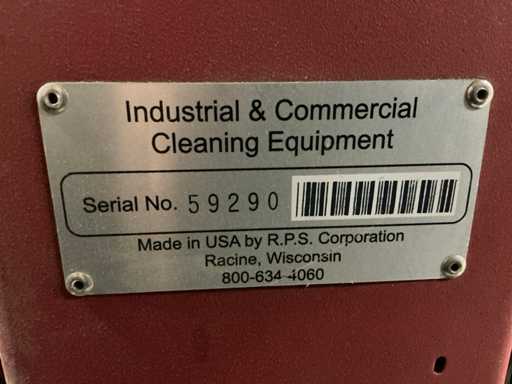 Industrial & Commercial
Cleaning Equipment
Serial No. 59290
Made in USA by R.P.S. Corporation
Racine, Wisconsin
800-634-4060